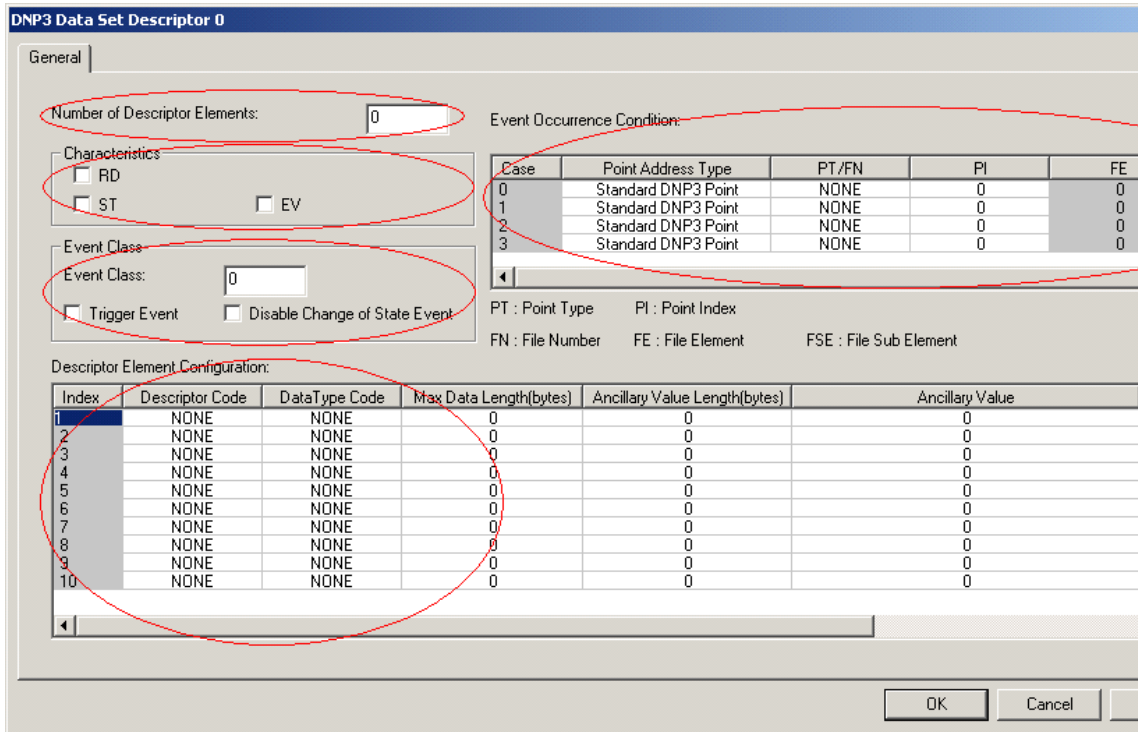 DNP3 Data Set Descriptor 0
General
Number of Descriptor Elements: 0
Characteristics
RD
ST EV
Event Class
Event Class: 0
Trigger Event Disable Change of State Event
Event Occurrence Condition:
Case Point Address Type PT/FN PI FE
0 Standard DNP3 Point NONE 0 0
1 Standard DNP3 Point NONE 0 0
2 Standard DNP3 Point NONE 0 0
3 Standard DNP3 Point NONE 0 0
PT : Point Type PI : Point Index
FN : File Number FE : File Element FSE : File Sub Element
Descriptor Element Configuration:
Index Descriptor Code DataType Code Max Data Length(bytes) Ancillary Value Length(bytes) Ancillary Value
1 NONE NONE 0 0 0
2 NONE NONE 0 0 0
3 NONE NONE 0 0 0
4 NONE NONE 0 0 0
5 NONE NONE 0 0 0
6 NONE NONE 0 0 0
7 NONE NONE 0 0 0
8 NONE NONE 0 0 0
9 NONE NONE 0 0 0
10 NONE NONE 0 0 0
OK Cancel